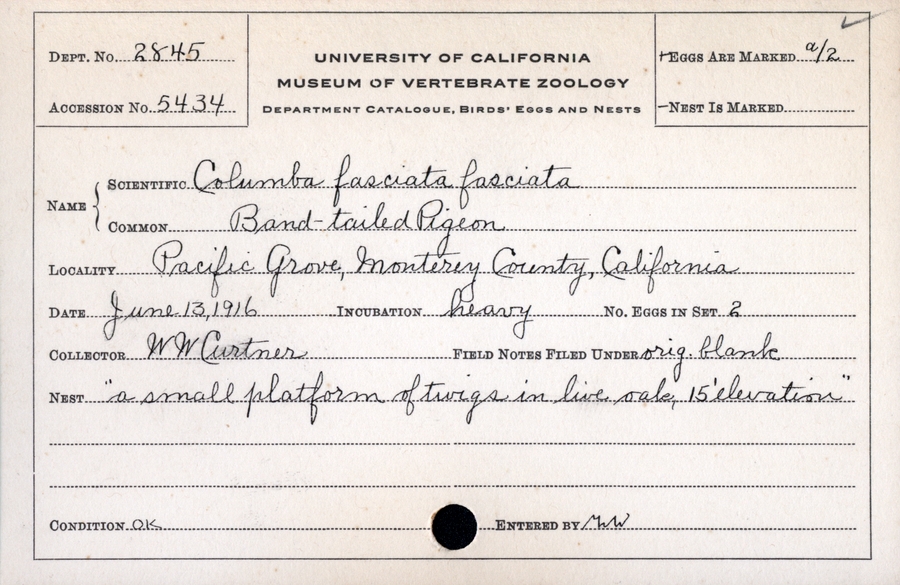 Dept. No. 2845
Accession No. 5434
UNIVERSITY OF CALIFORNIA
MUSEUM OF VERTEBRATE ZOOLOGY
Department Catalogue, Birds' Eggs and Nests
Eggs Are Marked a/2
Nest Is Marked
Name
Scientific Columba fasciata fasciata
Common Band-tailed Pigeon
Locality Pacific Grove, Monterey County, California
Date June 13, 1916 Incubation heavy No. Eggs in Set 2
Collector W W Curtner Field Notes Filed Under orig. blank
Nest "a small platform of twigs in live oak, 15' elevation"
Condition OK Entered by